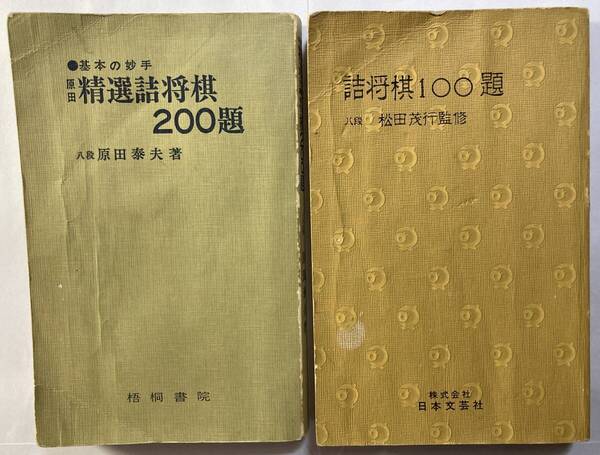 ●基本の妙手
原田
精選詰将棋
200題
八段 原田泰夫著
梧桐書院
詰将棋100題
八段 松田茂行監修
株式会社
日本文芸社